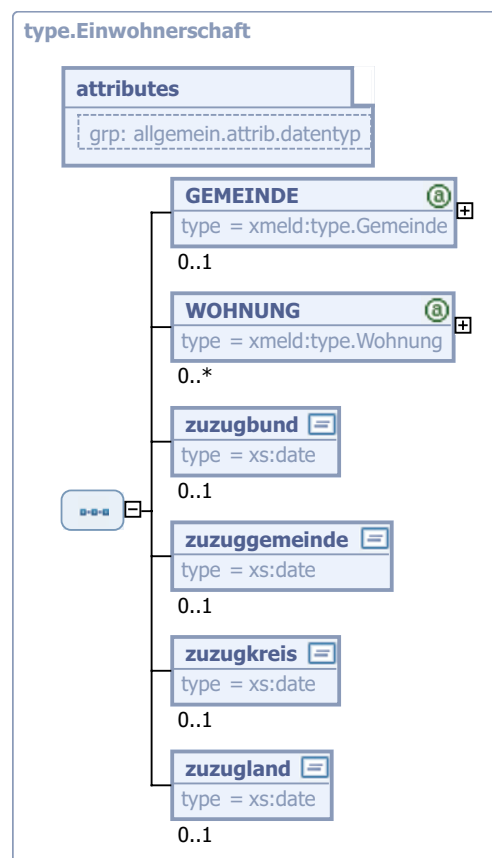 type.Einwohnerschaft
attributes
grp: allgemein.attrib.datentyp
GEMEINDE
type = xmeld:type.Gemeinde
0..1
WOHNUNG
type = xmeld:type.Wohnung
0..*
zuzugbund
type = xs:date
0..1
zuzuggemeinde
type = xs:date
0..1
zuzugkreis
type = xs:date
0..1
zuzugland
type = xs:date
0..1